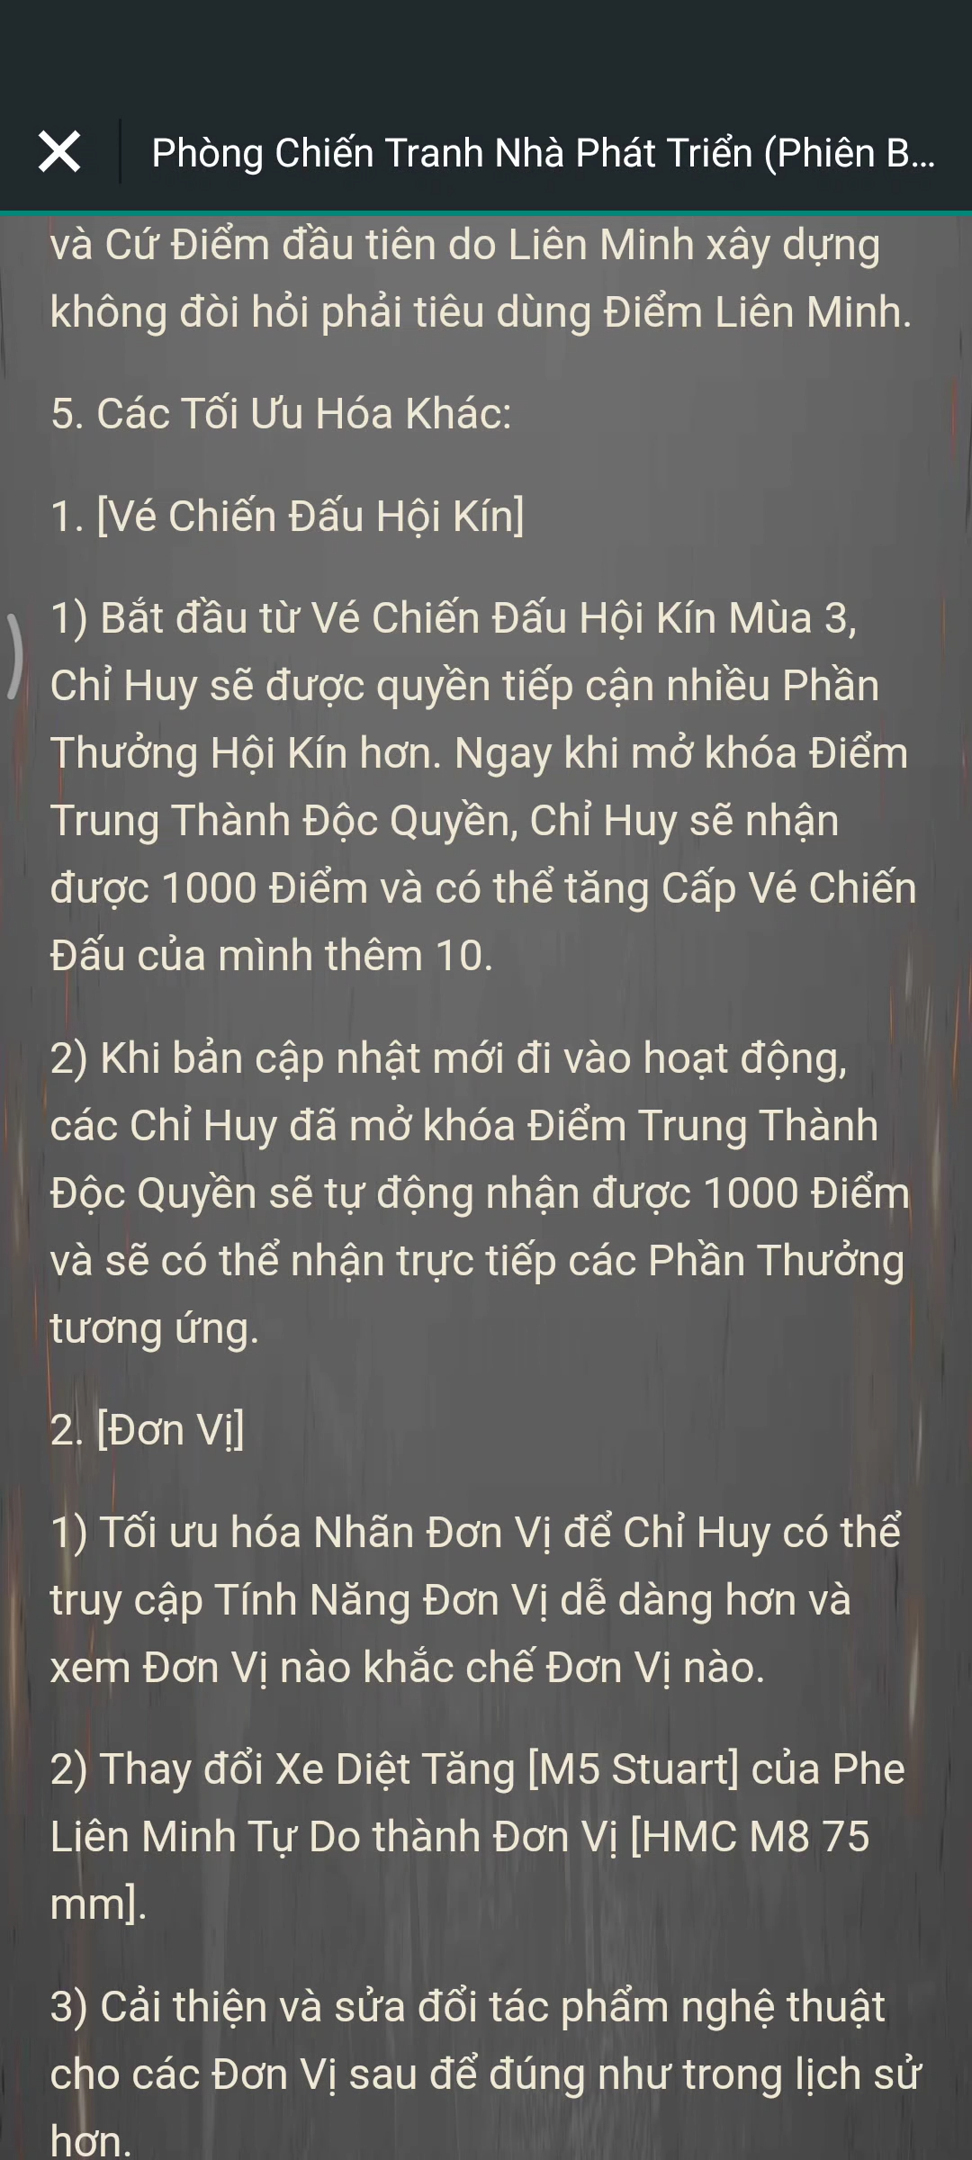 Phòng Chiến Tranh Nhà Phát Triển (Phiên B...
và Cứ Điểm đầu tiên do Liên Minh xây dựng
không đòi hỏi phải tiêu dùng Điểm Liên Minh.
5. Các Tối Ưu Hóa Khác:
1. [Vé Chiến Đấu Hội Kín]
1) Bắt đầu từ Vé Chiến Đấu Hội Kín Mùa 3,
Chỉ Huy sẽ được quyền tiếp cận nhiều Phần
Thưởng Hội Kín hơn. Ngay khi mở khóa Điểm
Trung Thành Độc Quyền, Chỉ Huy sẽ nhận
được 1000 Điểm và có thể tăng Cấp Vé Chiến
Đấu của mình thêm 10.
2) Khi bản cập nhật mới đi vào hoạt động,
các Chỉ Huy đã mở khóa Điểm Trung Thành
Độc Quyền sẽ tự động nhận được 1000 Điểm
và sẽ có thể nhận trực tiếp các Phần Thưởng
tương ứng.
2. [Đơn Vị]
1) Tối ưu hóa Nhãn Đơn Vị để Chỉ Huy có thể
truy cập Tính Năng Đơn Vị dễ dàng hơn và
xem Đơn Vị nào khắc chế Đơn Vị nào.
2) Thay đổi Xe Diệt Tăng [M5 Stuart] của Phe
Liên Minh Tự Do thành Đơn Vị [HMC M8 75
mm].
3) Cải thiện và sửa đổi tác phẩm nghệ thuật
cho các Đơn Vị sau để đúng như trong lịch sử
hơn.